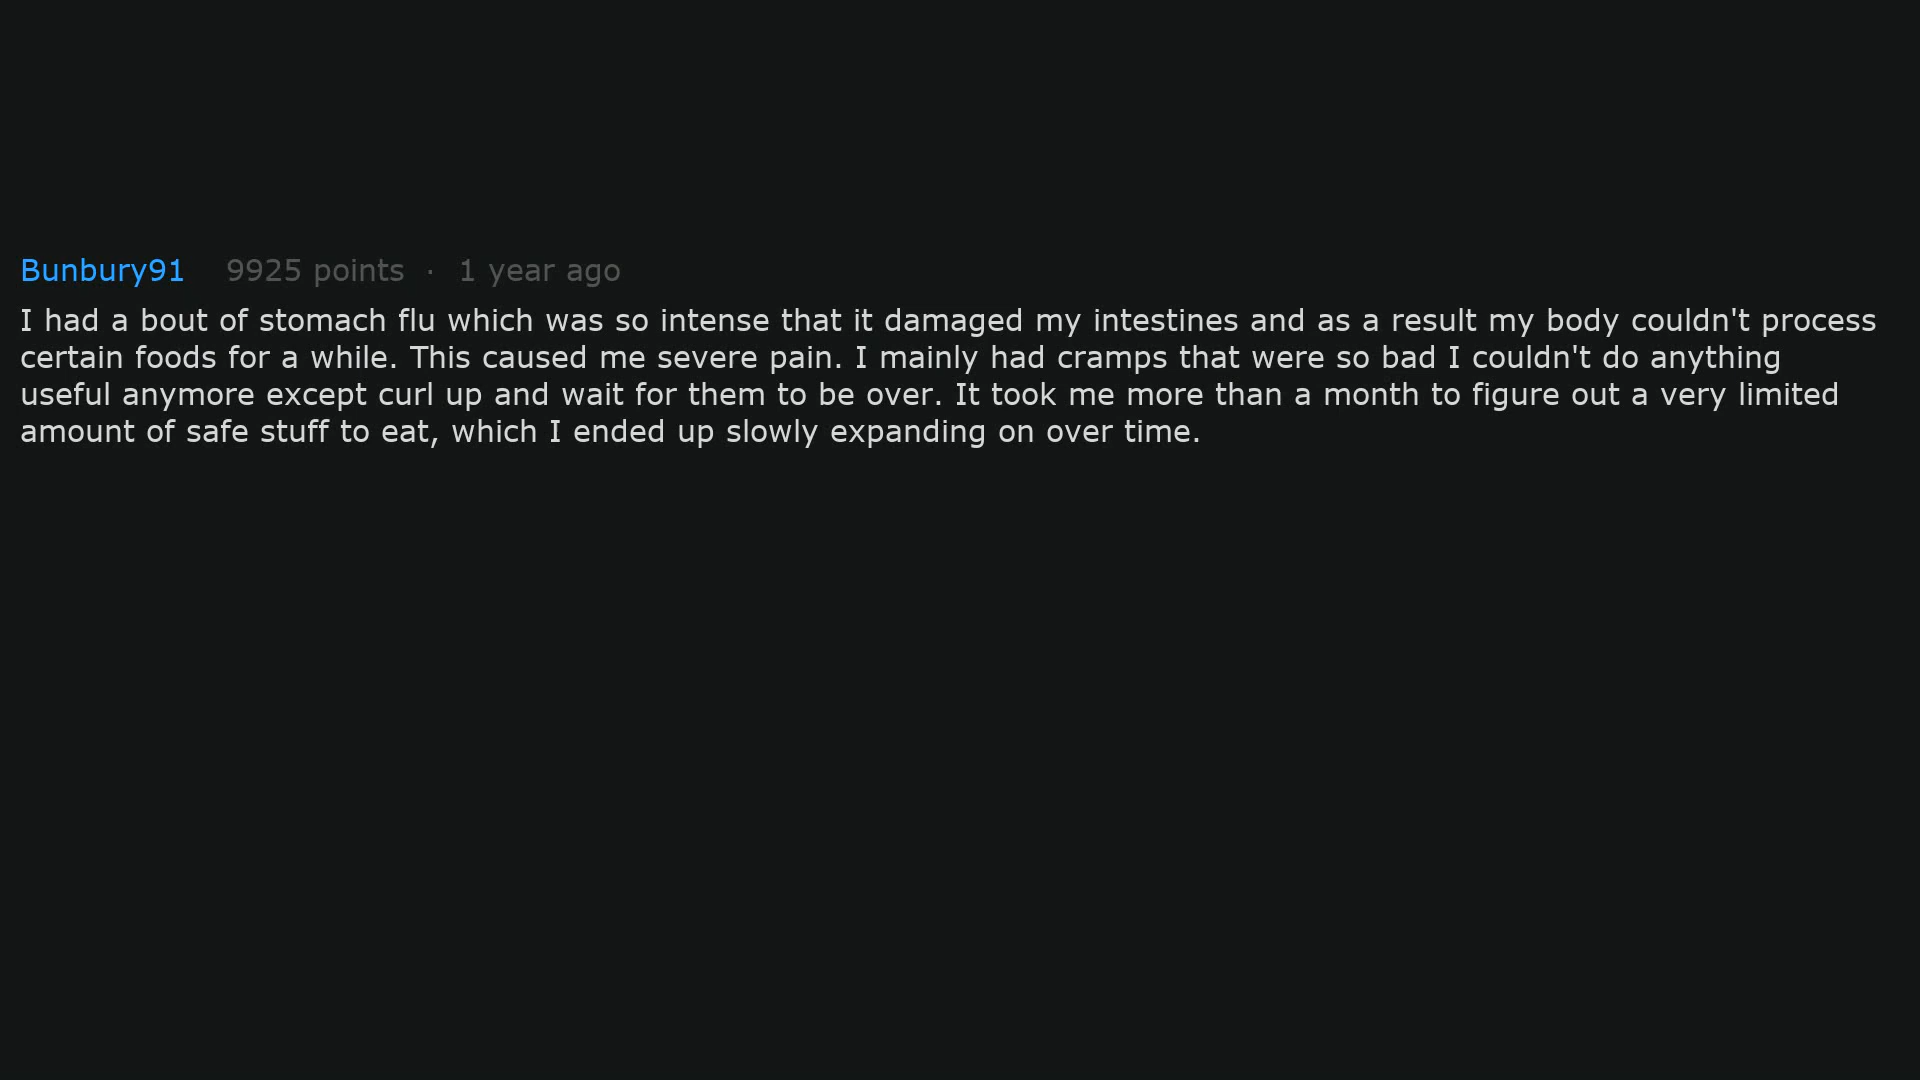 Bunbury91 9925 points · 1 year ago
I had a bout of stomach flu which was so intense that it damaged my intestines and as a result my body couldn't process
certain foods for a while. This caused me severe pain. I mainly had cramps that were so bad I couldn't do anything
useful anymore except curl up and wait for them to be over. It took me more than a month to figure out a very limited
amount of safe stuff to eat, which I ended up slowly expanding on over time.